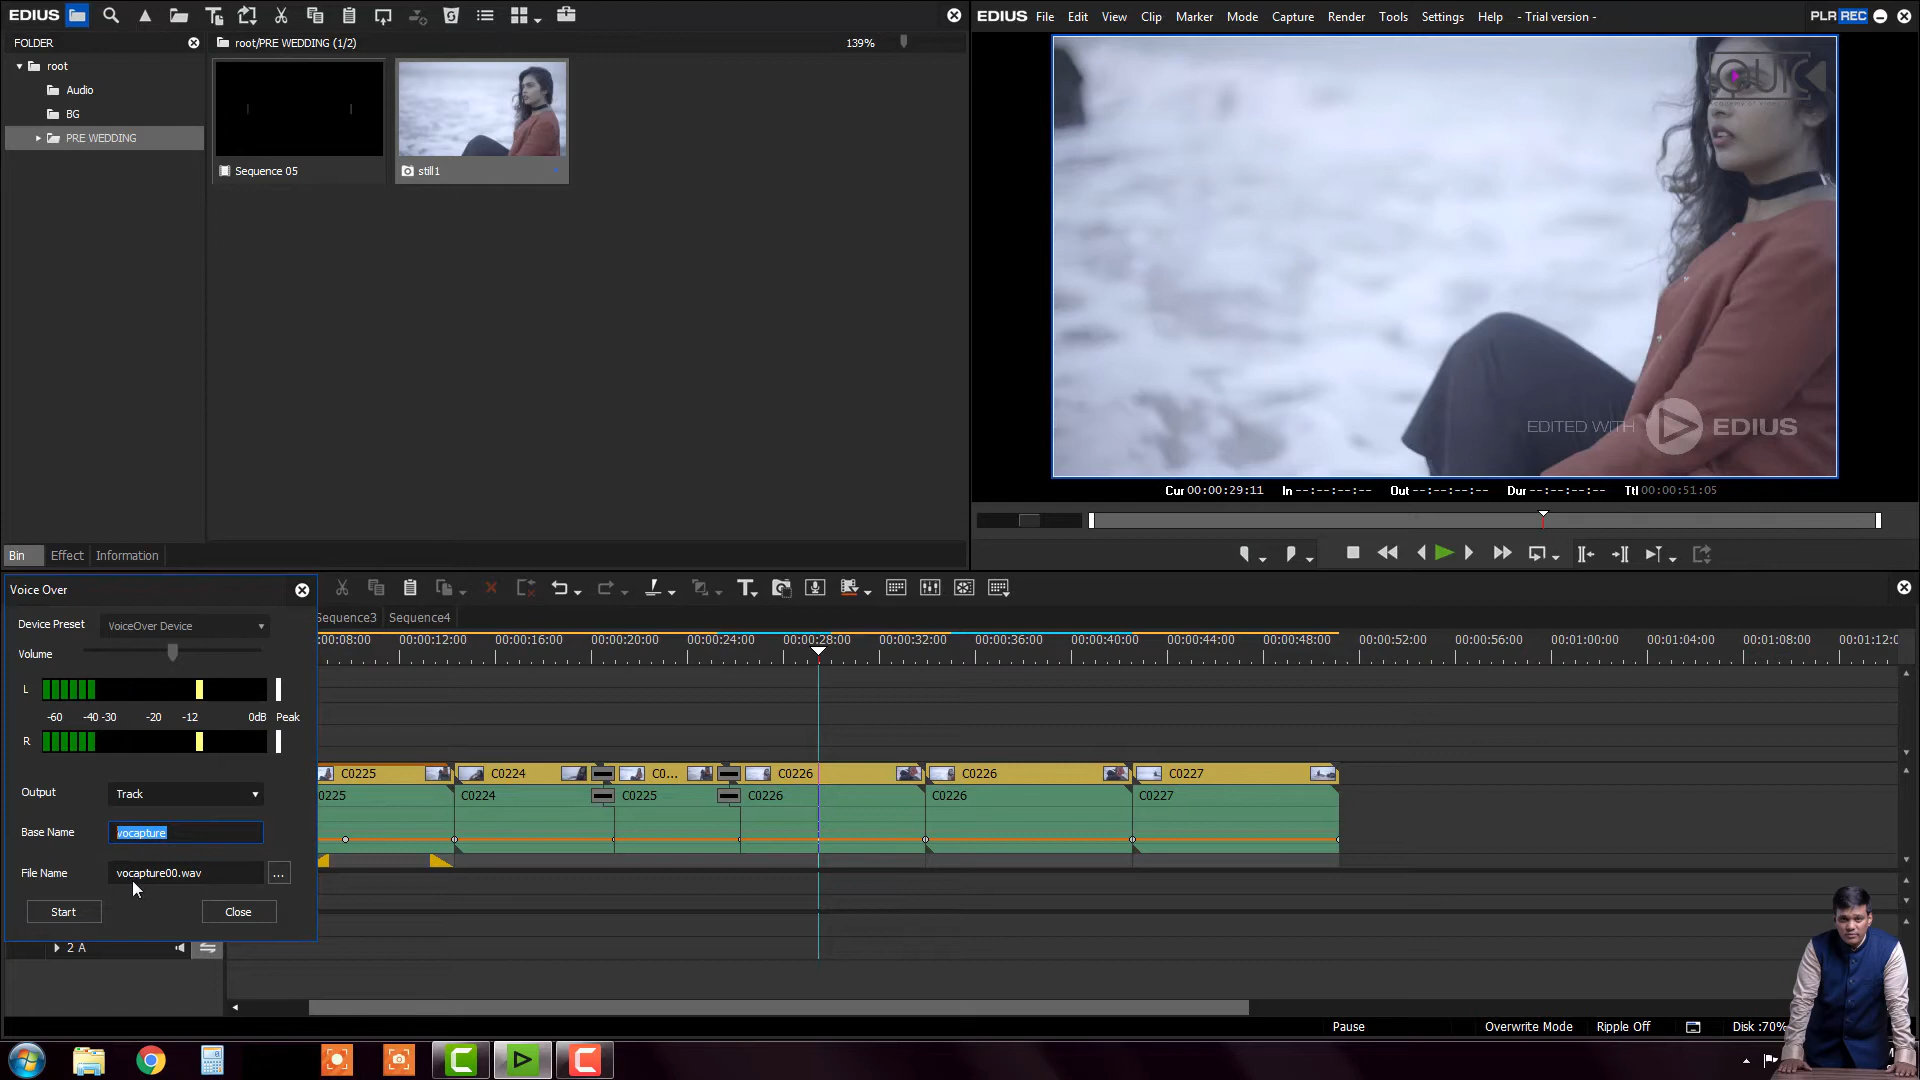 EDIUS
EDIUS File Edit View Clip Marker Mode Capture Render Tools Settings Help - Trial version - PLR REC
FOLDER
root/PRE WEDDING (1/2)
139%
root
Audio
BG
PRE WEDDING
Sequence 05
still1
QUIC
EDITED WITH EDIUS
Cur 00:00:29:11 In --:--:--:-- Out --:--:--:-- Dur --:--:--:-- Ttl 00:00:51:05
Bin Effect Information
Voice Over
Device Preset VoiceOver Device
Volume
L
-60 -40 -30 -20 -12 0dB Peak
R
Output Track
Base Name vocapture
File Name vocapture00.wav ...
Start Close
Sequence3 Sequence4
:00:08:00 00:00:12:00 00:00:16:00 00:00:20:00 00:00:24:00 00:00:28:00 00:00:32:00 00:00:36:00 00:00:40:00 00:00:44:00 00:00:48:00 00:00:52:00 00:00:56:00 00:01:00:00 00:01:04:00 00:01:08:00 00:01:12:0
C0225 C0224 C0... C0226 C0226 C0227
0225 C0224 C0225 C0226 C0226 C0227
2 A
Pause Overwrite Mode Ripple Off Disk :70%